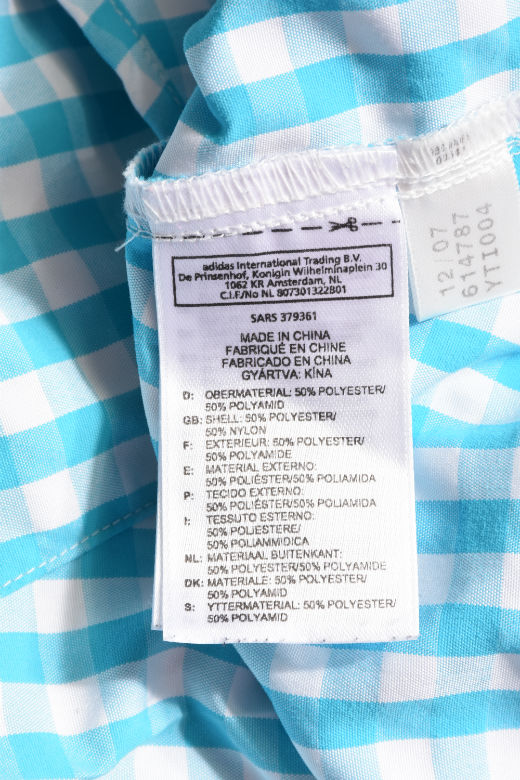 adidas International Trading B.V.
De Prinsenhof, Konigin Wilhelminaplein 30
1062 KR Amsterdam, NL
C.I.F./No NL 807301322B01
SARS 379361
MADE IN CHINA
FABRIQUÉ EN CHINE
FABRICADO EN CHINA
GYÁRTVA: KÍNA
D: OBERMATERIAL: 50% POLYESTER/
50% POLYAMID
GB: SHELL: 50% POLYESTER/
50% NYLON
F: EXTERIEUR: 50% POLYESTER/
50% POLYAMIDE
E: MATERIAL EXTERNO:
50% POLIÉSTER/50% POLIAMIDA
P: TECIDO EXTERNO:
50% POLIÉSTER/50% POLIAMIDA
I: TESSUTO ESTERNO:
50% POLIESTERE/
50% POLIAMMIDICA
NL: MATERIAAL BUITENKANT:
50% POLYESTER/50% POLYAMIDE
DK: MATERIALE: 50% POLYESTER/
50% POLYAMID
S: YTTERMATERIAL: 50% POLYESTER/
50% POLYAMID
12/07
614787
YTI004